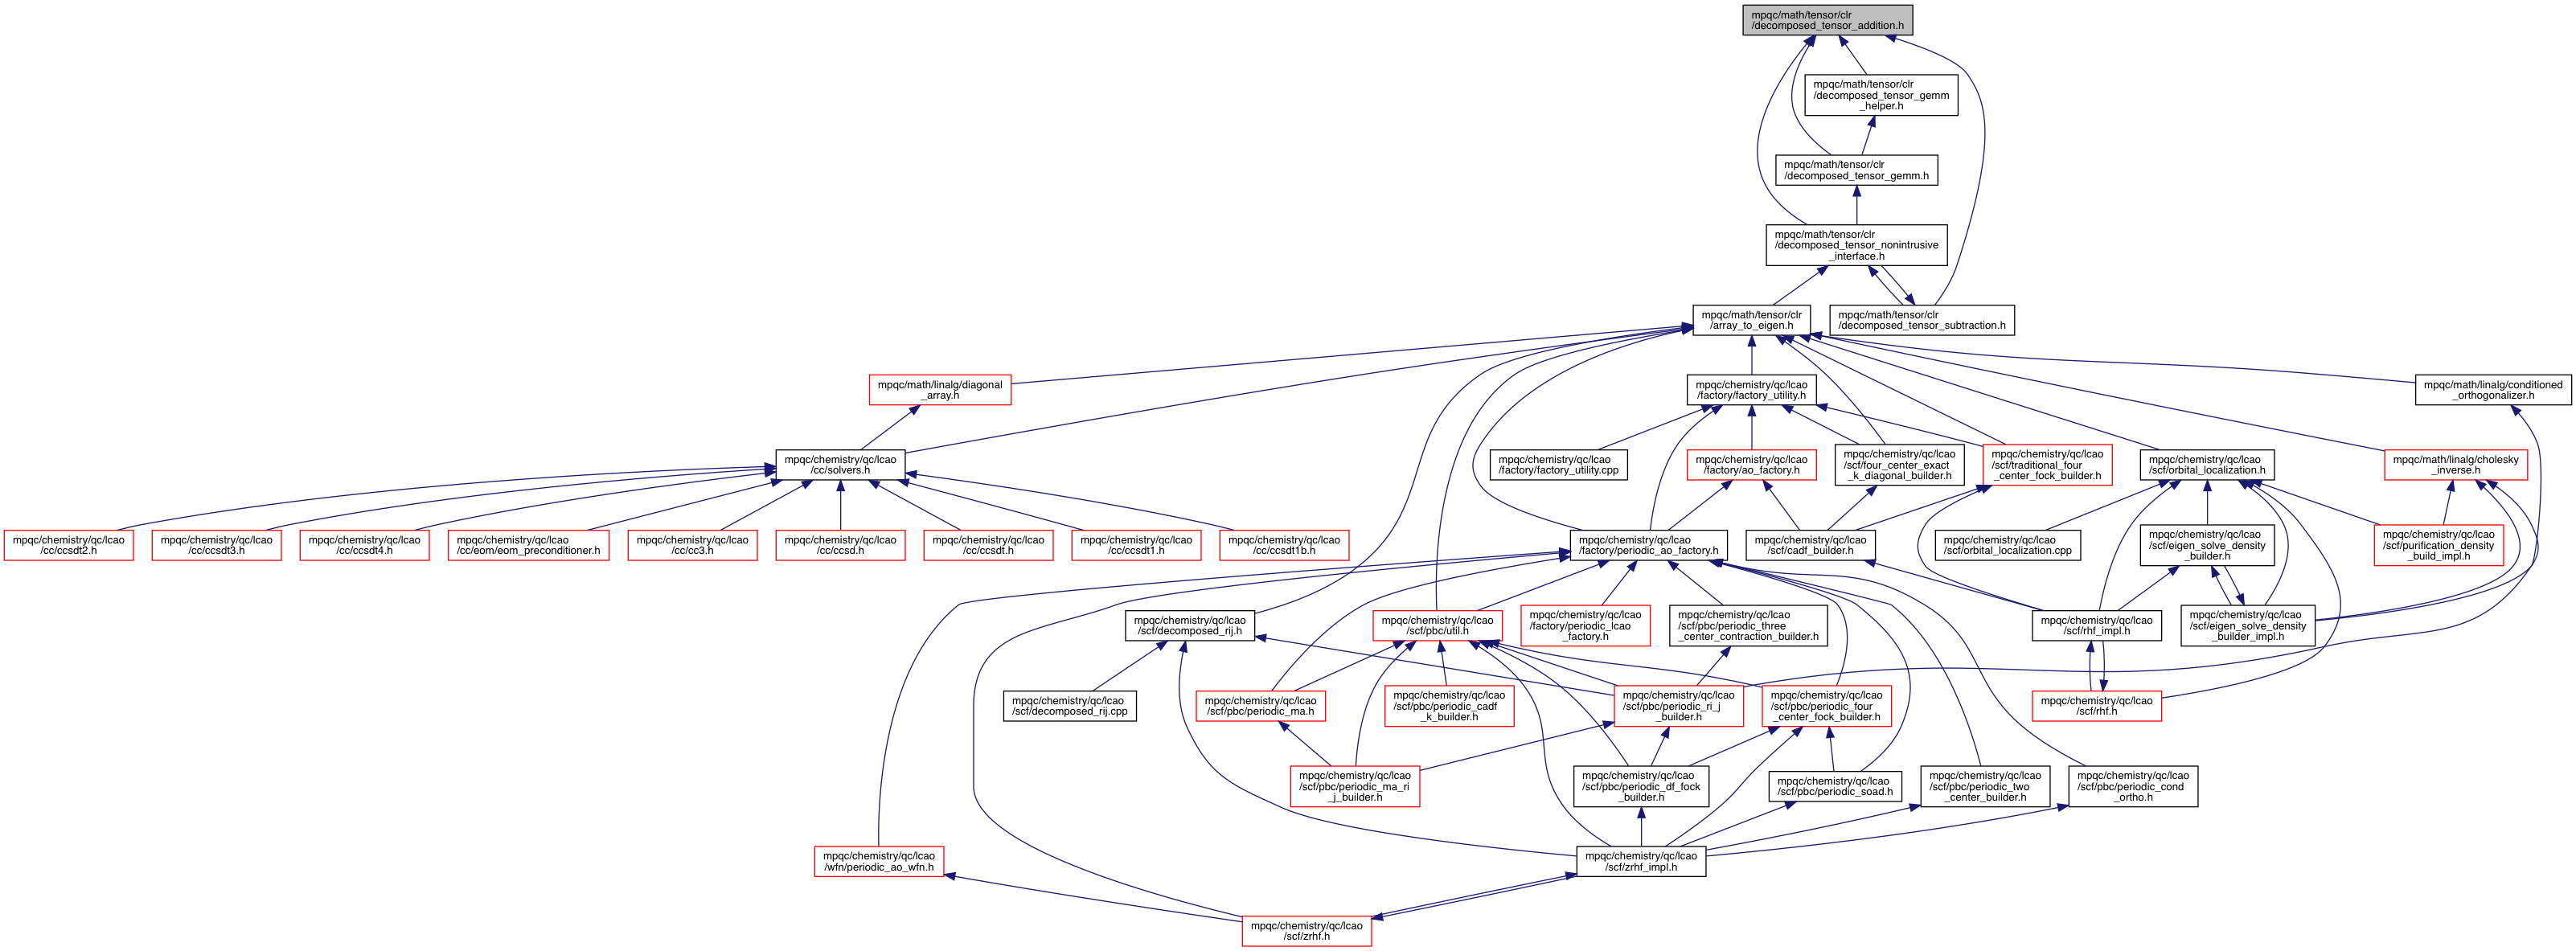 mpqc/math/tensor/clr
/decomposed_tensor_addition.h
mpqc/math/tensor/clr
/decomposed_tensor_gemm
_helper.h
mpqc/math/tensor/clr
/decomposed_tensor_gemm.h
mpqc/math/tensor/clr
/decomposed_tensor_nonintrusive
_interface.h
mpqc/math/tensor/clr
/array_to_eigen.h
mpqc/math/tensor/clr
/decomposed_tensor_subtraction.h
mpqc/math/linalg/diagonal
_array.h
mpqc/chemistry/qc/lcao
/factory/factory_utility.h
mpqc/math/linalg/conditioned
_orthogonalizer.h
mpqc/chemistry/qc/lcao
/cc/solvers.h
mpqc/chemistry/qc/lcao
/factory/factory_utility.cpp
mpqc/chemistry/qc/lcao
/factory/ao_factory.h
mpqc/chemistry/qc/lcao
/scf/four_center_exact
_k_diagonal_builder.h
mpqc/chemistry/qc/lcao
/scf/traditional_four
_center_fock_builder.h
mpqc/chemistry/qc/lcao
/scf/orbital_localization.h
mpqc/math/linalg/cholesky
_inverse.h
mpqc/chemistry/qc/lcao
/cc/ccsdt2.h
mpqc/chemistry/qc/lcao
/cc/ccsdt3.h
mpqc/chemistry/qc/lcao
/cc/ccsdt4.h
mpqc/chemistry/qc/lcao
/cc/eom/eom_preconditioner.h
mpqc/chemistry/qc/lcao
/cc/cc3.h
mpqc/chemistry/qc/lcao
/cc/ccsd.h
mpqc/chemistry/qc/lcao
/cc/ccsdt.h
mpqc/chemistry/qc/lcao
/cc/ccsdt1.h
mpqc/chemistry/qc/lcao
/cc/ccsdt1b.h
mpqc/chemistry/qc/lcao
/factory/periodic_ao_factory.h
mpqc/chemistry/qc/lcao
/scf/cadf_builder.h
mpqc/chemistry/qc/lcao
/scf/orbital_localization.cpp
mpqc/chemistry/qc/lcao
/scf/eigen_solve_density
_builder.h
mpqc/chemistry/qc/lcao
/scf/purification_density
_build_impl.h
mpqc/chemistry/qc/lcao
/scf/decomposed_rij.h
mpqc/chemistry/qc/lcao
/scf/pbc/util.h
mpqc/chemistry/qc/lcao
/factory/periodic_lcao
_factory.h
mpqc/chemistry/qc/lcao
/scf/pbc/periodic_three
_center_contraction_builder.h
mpqc/chemistry/qc/lcao
/scf/rhf_impl.h
mpqc/chemistry/qc/lcao
/scf/eigen_solve_density
_builder_impl.h
mpqc/chemistry/qc/lcao
/scf/decomposed_rij.cpp
mpqc/chemistry/qc/lcao
/scf/pbc/periodic_ma.h
mpqc/chemistry/qc/lcao
/scf/pbc/periodic_cadf
_k_builder.h
mpqc/chemistry/qc/lcao
/scf/pbc/periodic_ri_j
_builder.h
mpqc/chemistry/qc/lcao
/scf/pbc/periodic_four
_center_fock_builder.h
mpqc/chemistry/qc/lcao
/scf/rhf.h
mpqc/chemistry/qc/lcao
/scf/pbc/periodic_ma_ri
_j_builder.h
mpqc/chemistry/qc/lcao
/scf/pbc/periodic_df_fock
_builder.h
mpqc/chemistry/qc/lcao
/scf/pbc/periodic_soad.h
mpqc/chemistry/qc/lcao
/scf/pbc/periodic_two
_center_builder.h
mpqc/chemistry/qc/lcao
/scf/pbc/periodic_cond
_ortho.h
mpqc/chemistry/qc/lcao
/wfn/periodic_ao_wfn.h
mpqc/chemistry/qc/lcao
/scf/zrhf_impl.h
mpqc/chemistry/qc/lcao
/scf/zrhf.h